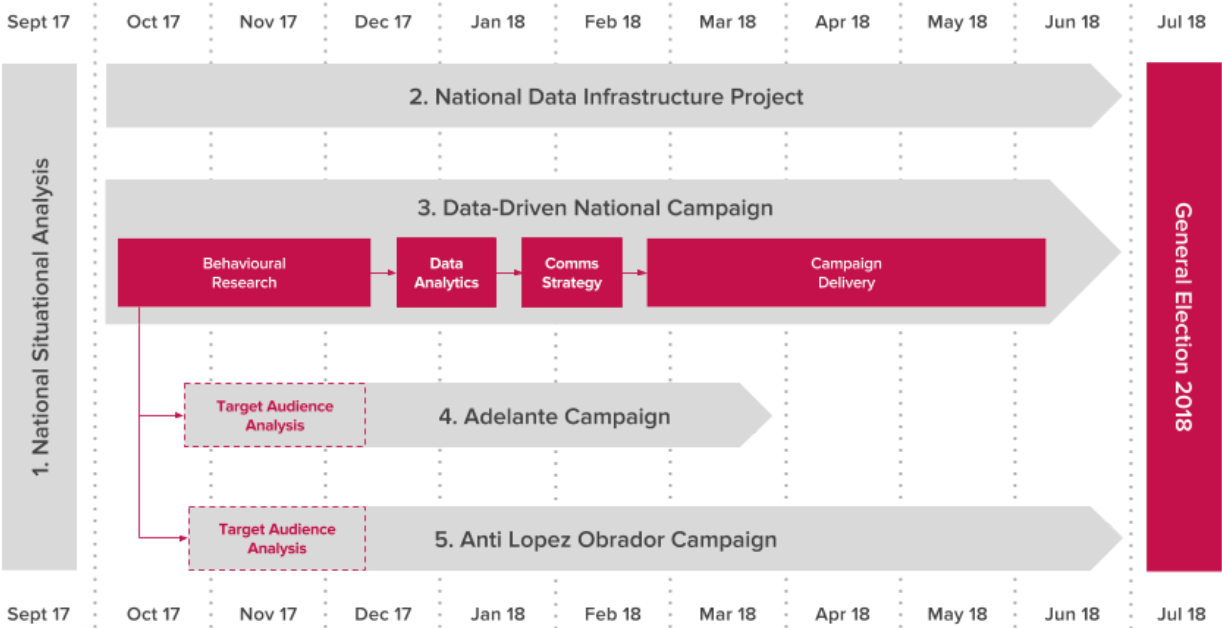 Sept 17 Oct 17 Nov 17 Dec 17 Jan 18 Feb 18 Mar 18 Apr 18 May 18 Jun 18 Jul 18
1. National Situational Analysis
2. National Data Infrastructure Project
3. Data-Driven National Campaign
Behavioural
Research
Data
Analytics
Comms
Strategy
Campaign
Delivery
Target Audience
Analysis
4. Adelante Campaign
Target Audience
Analysis
5. Anti Lopez Obrador Campaign
General Election 2018
Sept 17 Oct 17 Nov 17 Dec 17 Jan 18 Feb 18 Mar 18 Apr 18 May 18 Jun 18 Jul 18